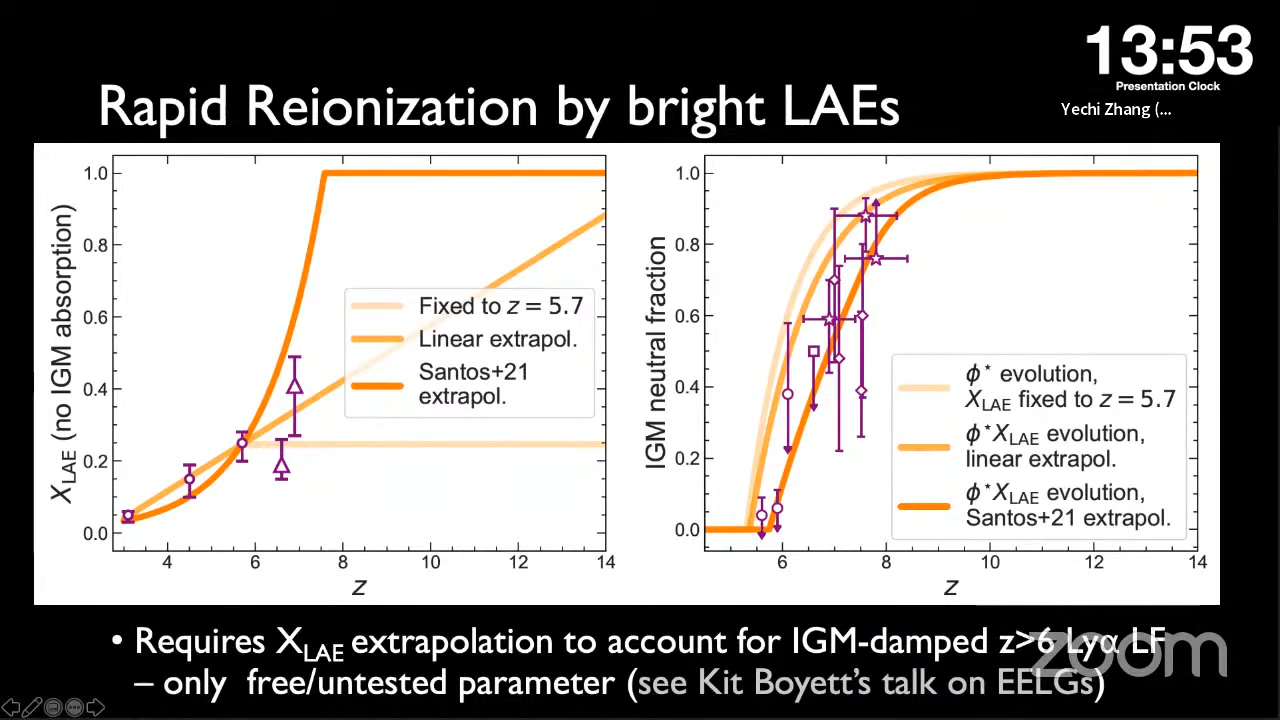 13:53
Presentation Clock
Yechi Zhang (...
Rapid Reionization by bright LAEs
X_LAE (no IGM absorption)
1.0
0.8
0.6
0.4
0.2
0.0
4
6
8
10
12
14
z
Fixed to z = 5.7
Linear extrapol.
Santos+21
extrapol.
IGM neutral fraction
1.0
0.8
0.6
0.4
0.2
0.0
6
8
10
12
14
z
ϕ* evolution,
X_LAE fixed to z = 5.7
ϕ*X_LAE evolution,
linear extrapol.
ϕ*X_LAE evolution,
Santos+21 extrapol.
• Requires X_LAE extrapolation to account for IGM-damped z>6 Lyα LF
– only free/untested parameter (see Kit Boyett's talk on EELGs)
zoom